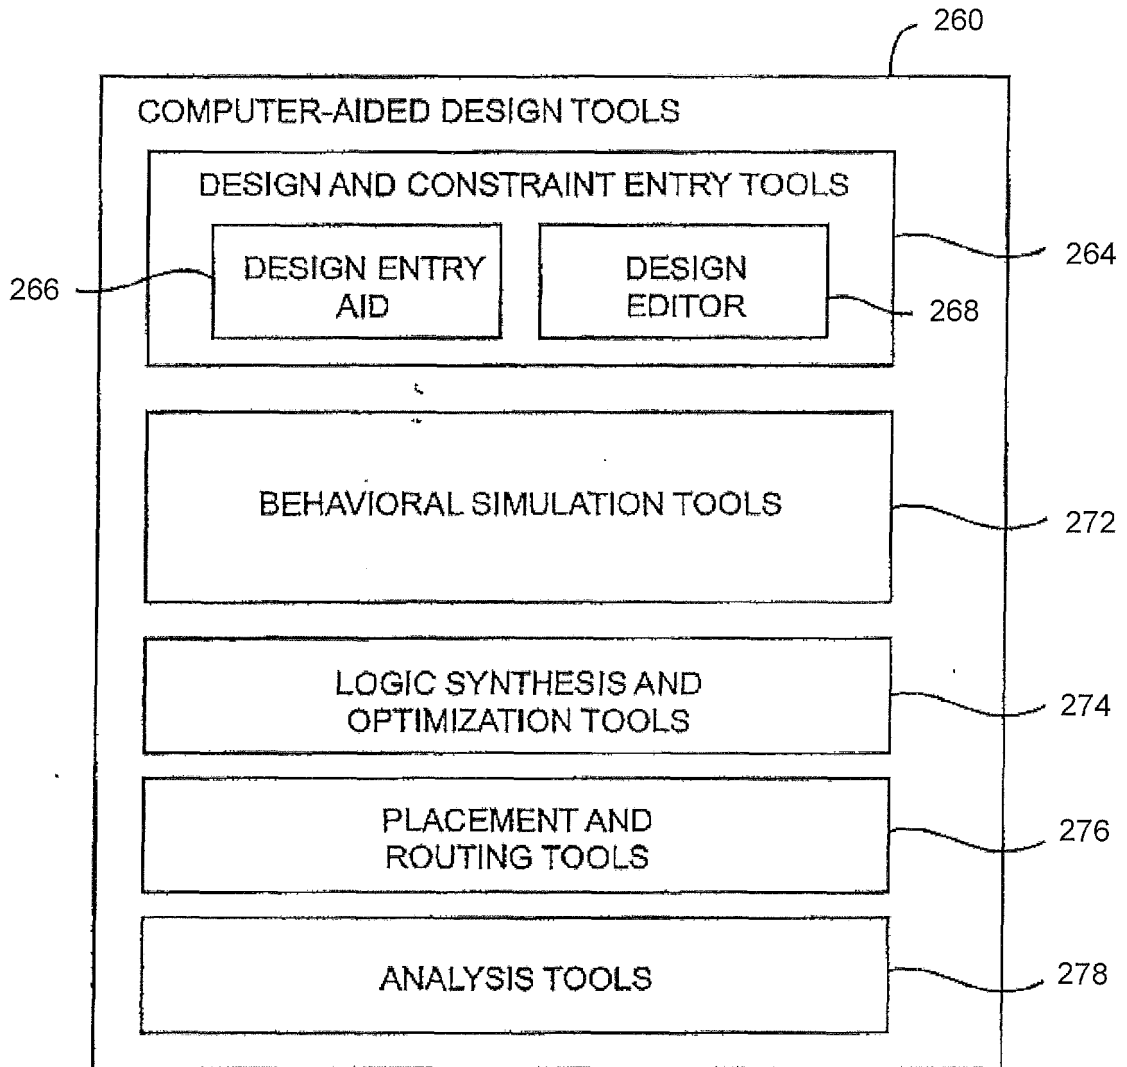 260
COMPUTER-AIDED DESIGN TOOLS
DESIGN AND CONSTRAINT ENTRY TOOLS
DESIGN ENTRY
AID
DESIGN
EDITOR
264
266
268
BEHAVIORAL SIMULATION TOOLS
272
LOGIC SYNTHESIS AND
OPTIMIZATION TOOLS
274
PLACEMENT AND
ROUTING TOOLS
276
ANALYSIS TOOLS
278